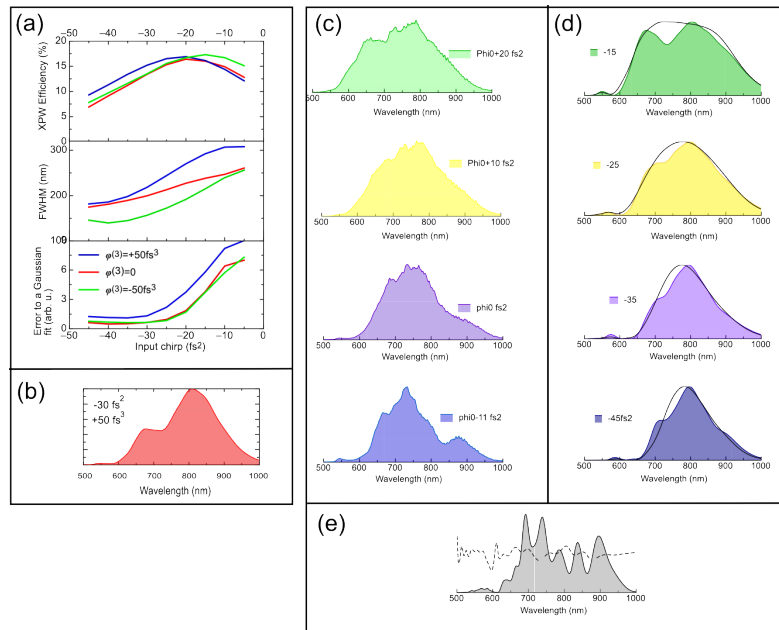 (a)
−50 −40 −30 −20 −10 0
20
15
10
5
0
XPW Efficiency (%)
300
200
100
FWHM (nm)
9
6
3
0
Error to a Gaussian fit (arb. u.)
φ(3)=+50fs3
φ(3)=0
φ(3)=-50fs3
−50 −40 −30 −20 −10 0
Input chirp (fs2)
(b)
-30 fs2
+50 fs3
500 600 700 800 900 1000
Wavelength (nm)
(c)
Phi0+20 fs2
500 600 700 800 900 1000
Wavelength (nm)
Phi0+10 fs2
500 600 700 800 900 1000
Wavelength (nm)
phi0 fs2
500 600 700 800 900 1000
Wavelength (nm)
phi0-11 fs2
500 600 700 800 900 1000
Wavelength (nm)
(d)
-15
500 600 700 800 900 1000
Wavelength (nm)
-25
500 600 700 800 900 1000
Wavelength (nm)
-35
500 600 700 800 900 1000
Wavelength (nm)
-45fs2
500 600 700 800 900 1000
Wavelength (nm)
(e)
500 600 700 800 900 1000
Wavelength (nm)